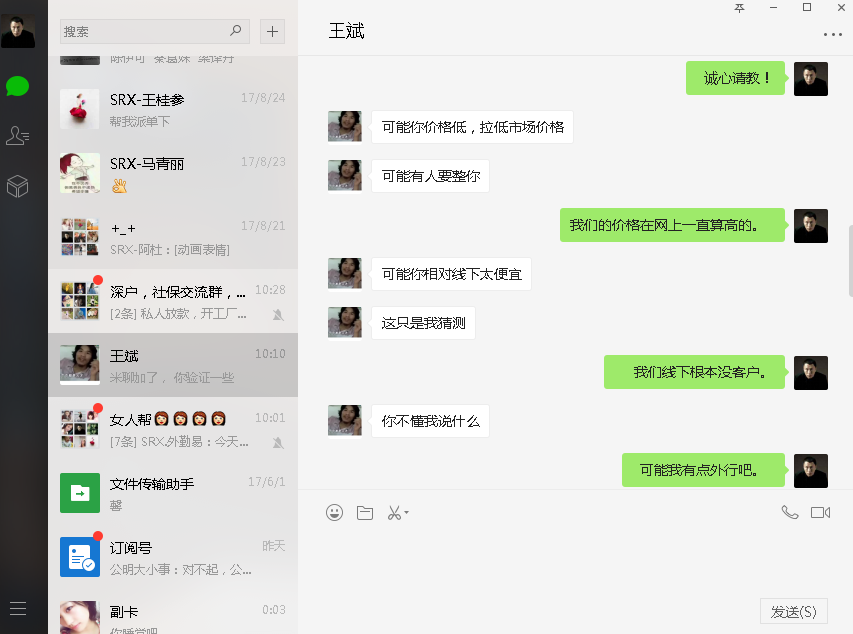 搜索
SRX-王桂参
17/8/24
帮我派单下
SRX-马青丽
17/8/23
+_+
17/8/21
SRX-阿杜：[动画表情]
深户，社保交流群，...
10:28
[2条] 私人放款，开工厂...
王斌
10:10
米聊加了，你验证一些
女人帮
10:01
[7条] SRX.外勤易：今天...
文件传输助手
17/6/1
馨
订阅号
昨天
公明大小事：对不起，公...
副卡
0:03
王斌
诚心请教！
可能你价格低，拉低市场价格
可能有人要整你
我们的价格在网上一直算高的。
可能你相对线下太便宜
这只是我猜测
我们线下根本没客户。
你不懂我说什么
可能我有点外行吧。
发送(S)